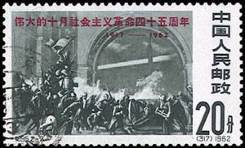 伟大的十月社会主义革命四十五周年
1917—1962
中国人民邮政
20分
(317) 1962